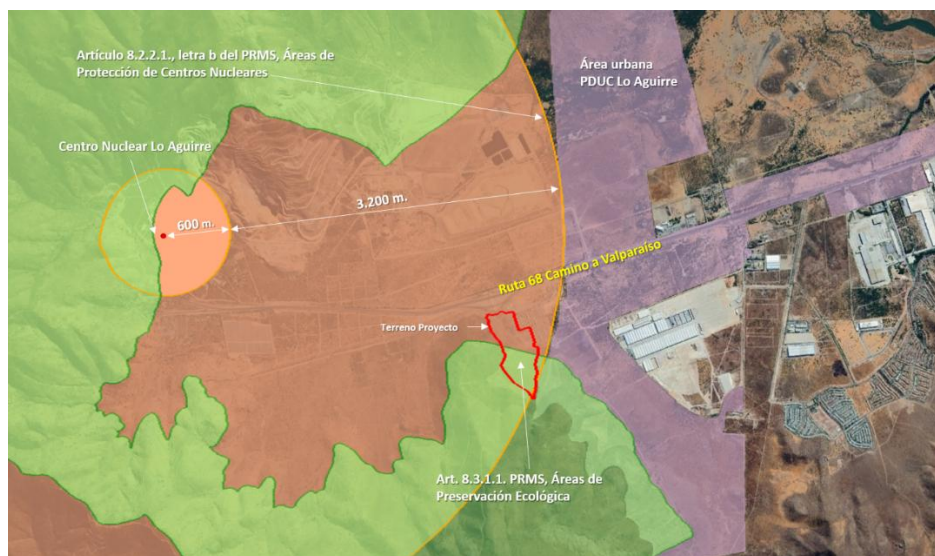 Artículo 8.2.2.1., letra b del PRMS, Áreas de
Protección de Centros Nucleares
Área urbana
PDUC Lo Aguirre
Centro Nuclear Lo Aguirre
600 m.
3.200 m.
Ruta 68 Camino a Valparaíso
Terreno Proyecto
Art. 8.3.1.1. PRMS, Áreas de
Preservación Ecológica